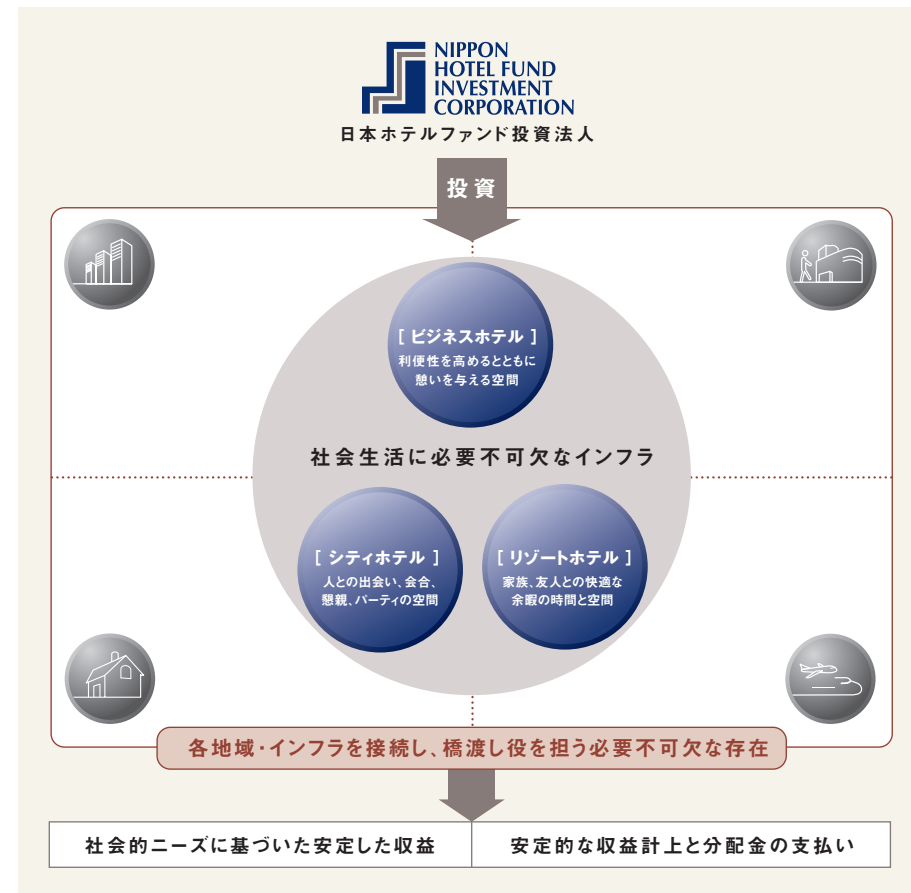 NIPPON
HOTEL FUND
INVESTMENT
CORPORATION
日本ホテルファンド投資法人
投資
[ ビジネスホテル ]
利便性を高めるとともに
憩いを与える空間
社会生活に必要不可欠なインフラ
[ シティホテル ]
人との出会い、会合、
懇親、パーティの空間
[ リゾートホテル ]
家族、友人との快適な
余暇の時間と空間
各地域・インフラを接続し、橋渡し役を担う必要不可欠な存在
社会的ニーズに基づいた安定した収益
安定的な収益計上と分配金の支払い